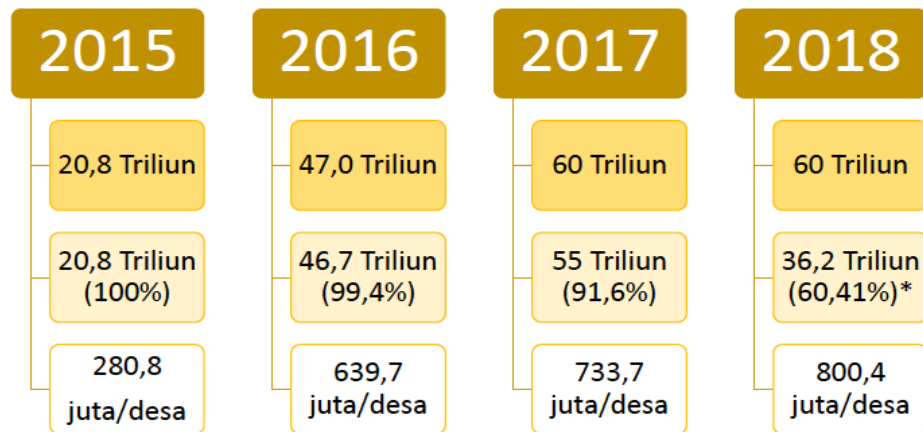 2015
20,8 Triliun
20,8 Triliun
(100%)
280,8
juta/desa
2016
47,0 Triliun
46,7 Triliun
(99,4%)
639,7
juta/desa
2017
60 Triliun
55 Triliun
(91,6%)
733,7
juta/desa
2018
60 Triliun
36,2 Triliun
(60,41%)*
800,4
juta/desa